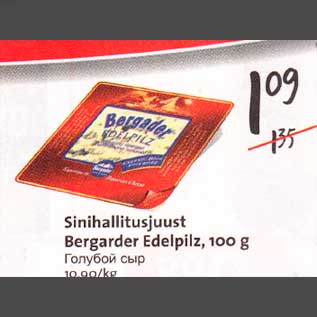 Bergader
EDELPILZ
1 09
1 35
Sinihallitusjuust
Bergarder Edelpilz, 100 g
Голубой сыр
10.90/kg